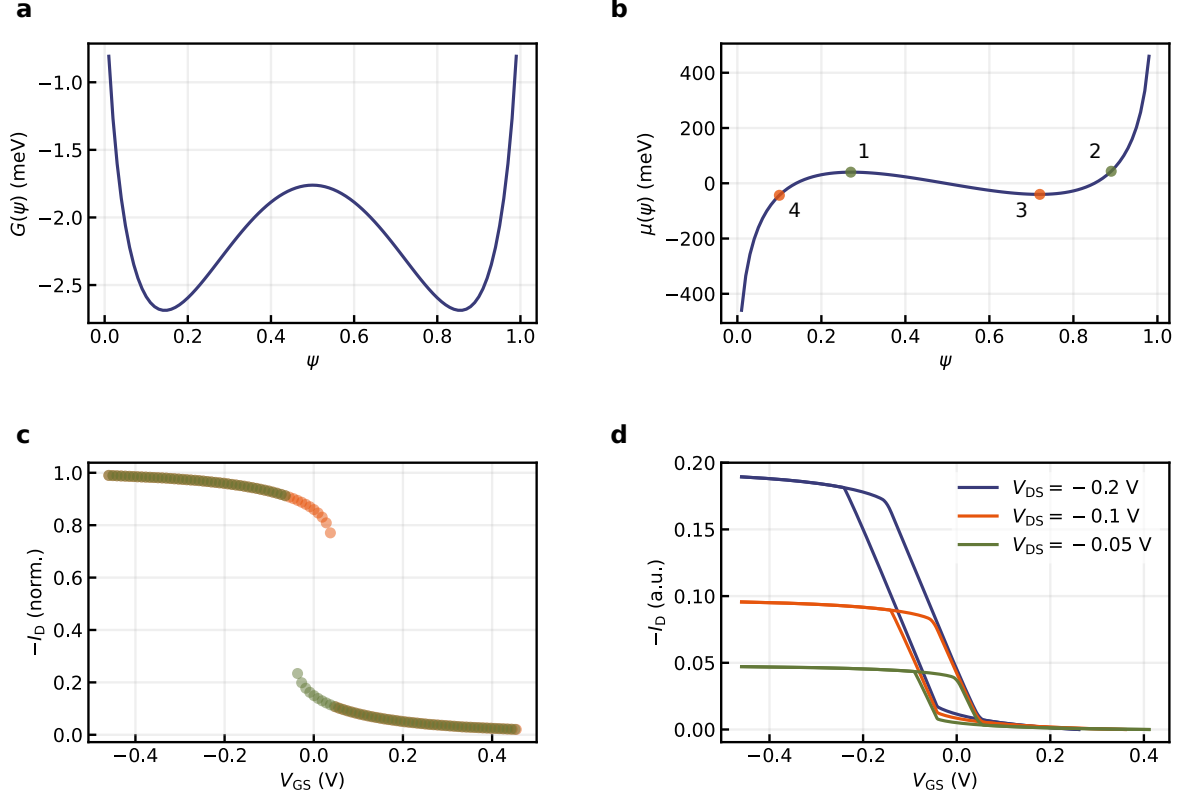 a
G(ψ) (meV)
−1.0
−1.5
−2.0
−2.5
0.0 0.2 0.4 0.6 0.8 1.0
ψ
b
μ(ψ) (meV)
400
200
0
−200
−400
1
2
3
4
0.0 0.2 0.4 0.6 0.8 1.0
ψ
c
−I_D (norm.)
1.0
0.8
0.6
0.4
0.2
0.0
−0.4 −0.2 0.0 0.2 0.4
V_GS (V)
d
−I_D (a.u.)
0.20
0.15
0.10
0.05
0.00
V_DS = −0.2 V
V_DS = −0.1 V
V_DS = −0.05 V
−0.4 −0.2 0.0 0.2 0.4
V_GS (V)